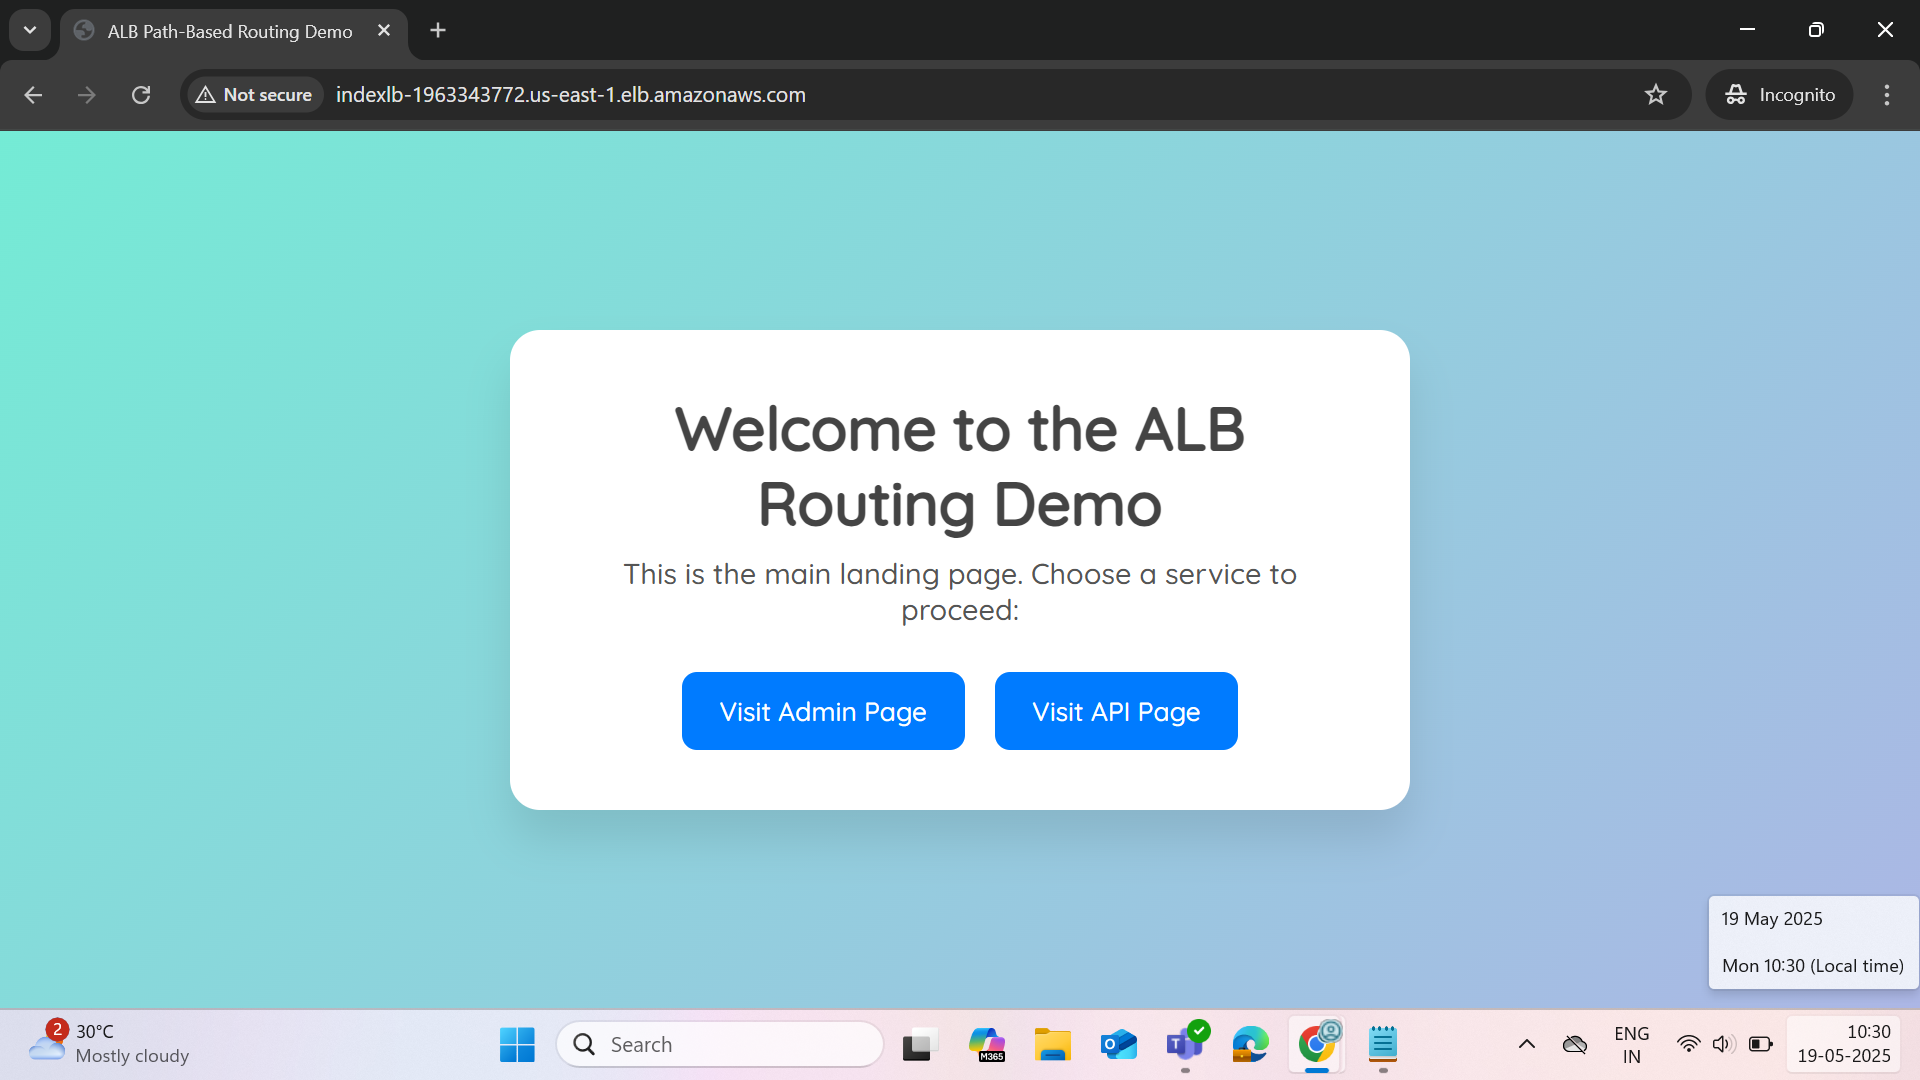 ALB Path-Based Routing Demo
Not secure
indexlb-1963343772.us-east-1.elb.amazonaws.com
Incognito
Welcome to the ALB
Routing Demo
This is the main landing page. Choose a service to
proceed:
Visit Admin Page
Visit API Page
19 May 2025
Mon 10:30 (Local time)
2
30°C
Mostly cloudy
Search
M365
O
T
ENG
IN
10:30
19-05-2025